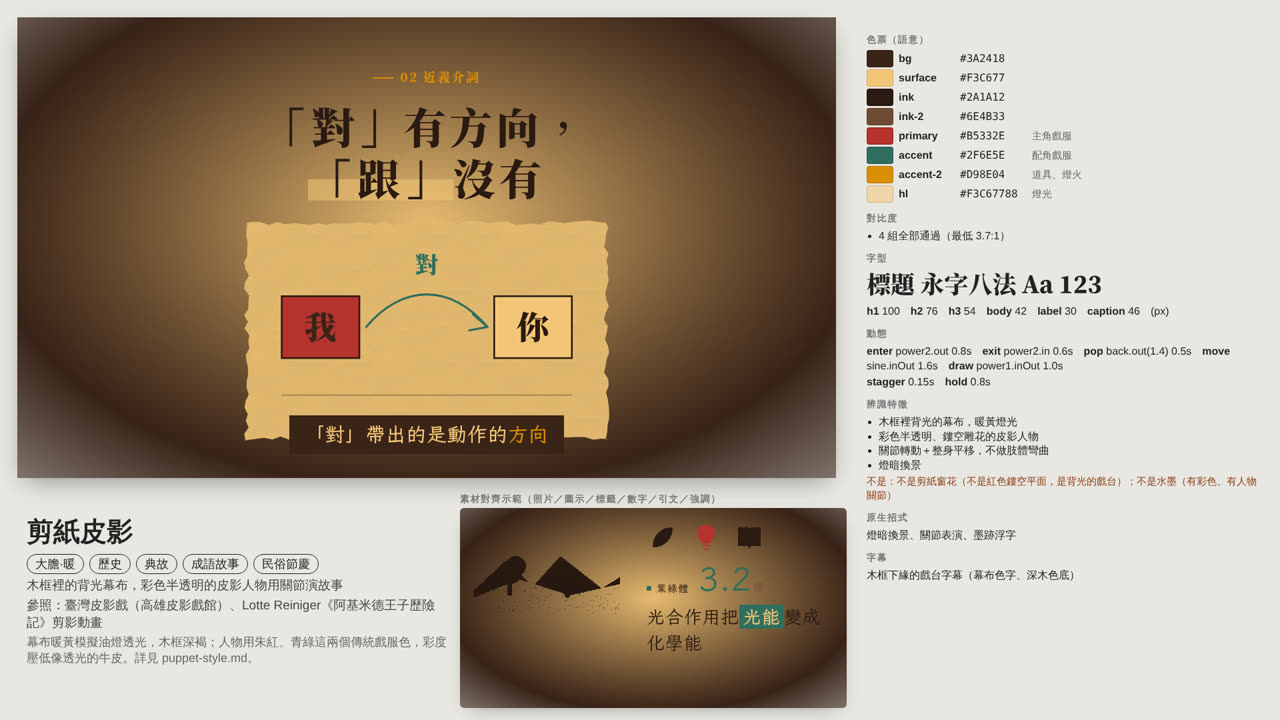 ── 02 近義介詞
「對」有方向，
「跟」沒有
對
我
你
「對」帶出的是動作的方向
剪紙皮影
大膽·暖
歷史
典故
成語故事
民俗節慶
木框裡的背光幕布，彩色半透明的皮影人物用關節演故事
參照：臺灣皮影戲（高雄皮影戲館）、Lotte Reiniger《阿基米德王子歷險
記》剪影動畫
幕布暖黃模擬油燈透光，木框深褐；人物用朱紅、青綠這兩個傳統戲服色，彩度
壓低像透光的牛皮。詳見 puppet-style.md。
素材對齊示範（照片／圖示／標籤／數字／引文／強調）
葉綠體
3.2
光合作用把光能變成
化學能
色票（語意）
bg #3A2418
surface #F3C677
ink #2A1A12
ink-2 #6E4B33
primary #B5332E 主角戲服
accent #2F6E5E 配角戲服
accent-2 #D98E04 道具、燈火
hl #F3C67788 燈光
對比度
• 4 組全部通過（最低 3.7:1）
字型
標題 永字八法 Aa 123
h1 100 h2 76 h3 54 body 42 label 30 caption 46 (px)
動態
enter power2.out 0.8s exit power2.in 0.6s pop back.out(1.4) 0.5s move
sine.inOut 1.6s draw power1.inOut 1.0s
stagger 0.15s hold 0.8s
辨識特徵
• 木框裡背光的幕布，暖黃燈光
• 彩色半透明、鏤空雕花的皮影人物
• 關節轉動＋整身平移，不做肢體彎曲
• 燈暗換景
不是：不是剪紙窗花（不是紅色鏤空平面，是背光的戲台）；不是水墨（有彩色、有人物
關節）
原生招式
燈暗換景、關節表演、墨跡浮字
字幕
木框下緣的戲台字幕（幕布色字、深木色底）